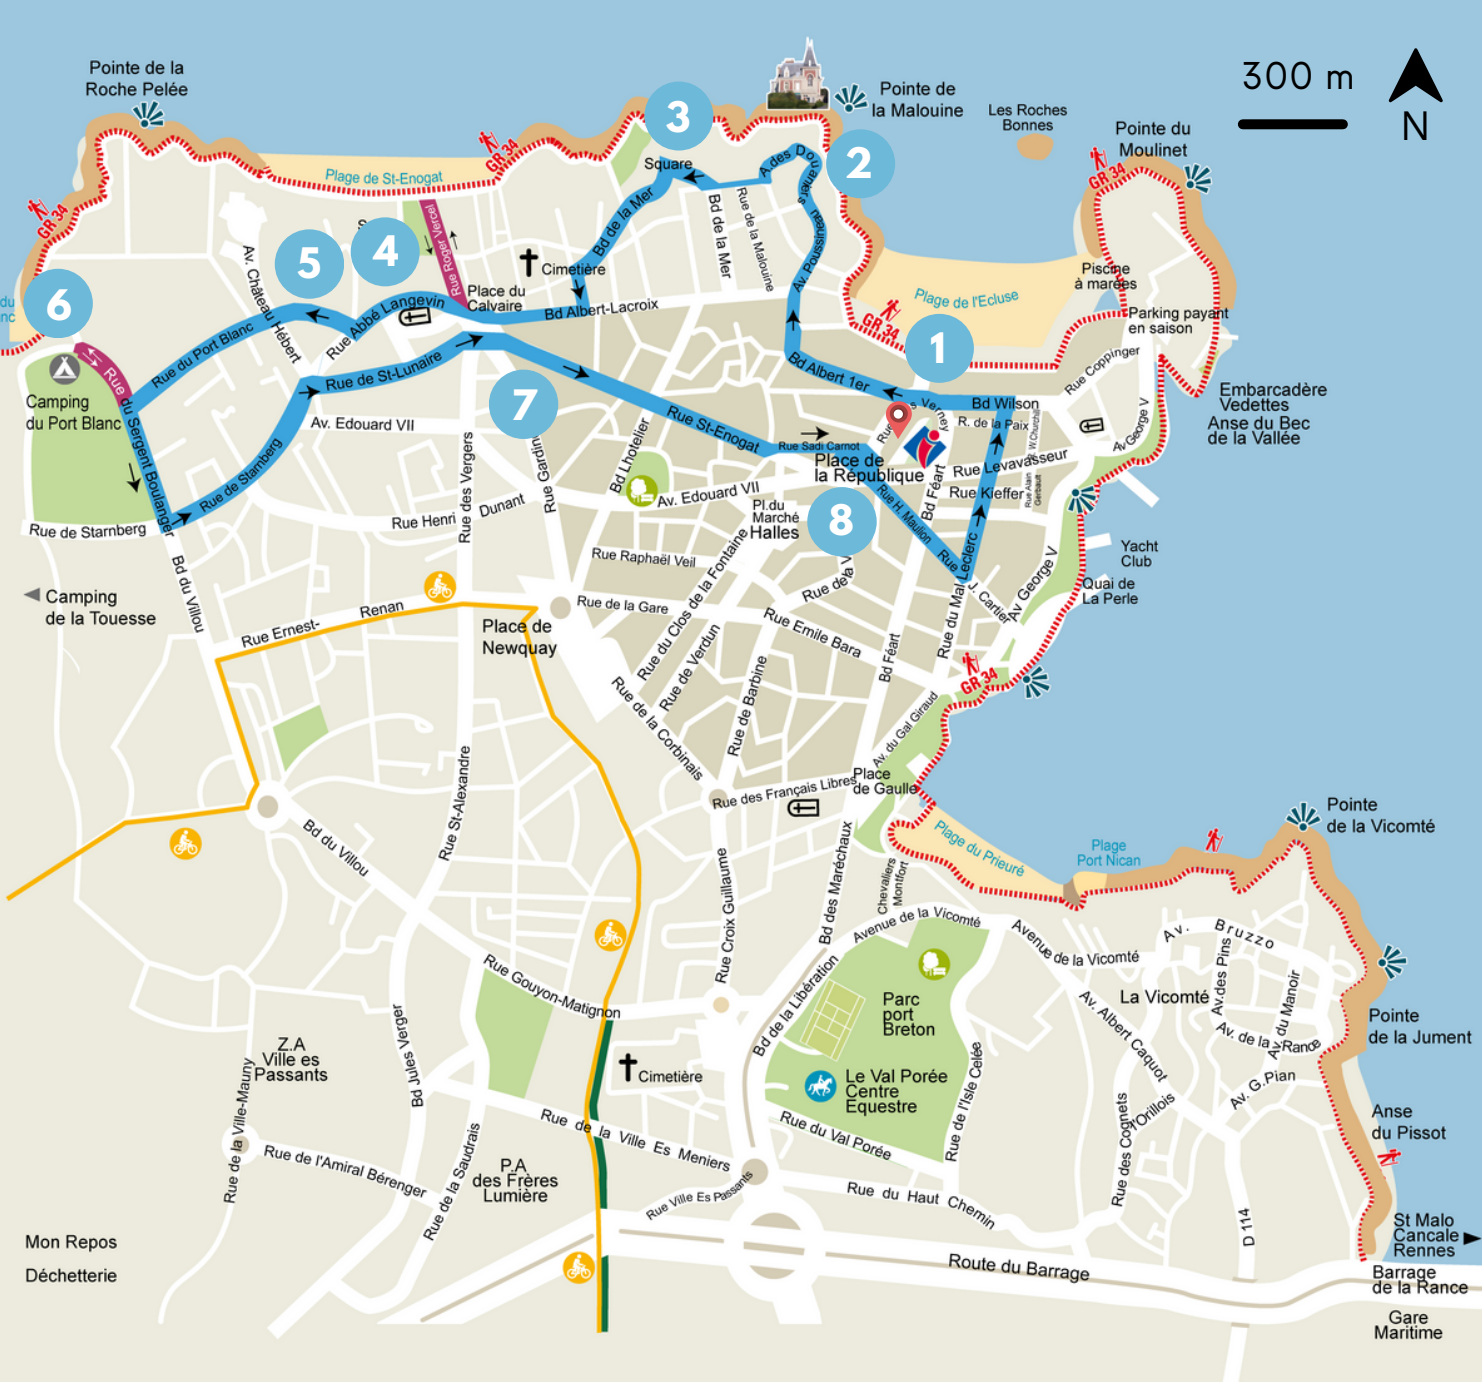 Pointe de la
Roche Pelée
3
Pointe de
la Malouine
Les Roches
Bonnes
300 m
N
Pointe du
Moulinet
GR 34
GR 34
GR 34
Plage de St-Enogat
Square
A. des Douaniers
2
Rue Roger Vercel
Bd de la Mer
Bd de la Mer
Rue de la Malouine
Av. Poussineau
5
4
Cimetière
Av. Château Hébert
Place du
Calvaire
Bd Albert-Lacroix
Plage de l'Ecluse
Piscine
à marées
Parking payant
en saison
GR 34
GR 34
6
du
nc
Rue du Port Blanc
Rue Abbé Langevin
Rue de St-Lunaire
1
Bd Albert 1er
Bd Wilson
Rue Coppinger
Embarcadère
Vedettes
Anse du Bec
de la Vallée
Camping
du Port Blanc
Rue du Sergent Boulanger
7
Av. Edouard VII
Rue St-Enogat
Rue Sadi Carnot
R. de la Paix
Av George V
Place de
la République
Rue Levavasseur
Rue Kieffer
Bd Féart
Rue de Starnberg
Rue de Starnberg
Rue Henri Dunant
Rue des Vergers
Bd Lhotelier
Av. Edouard VII
Pl.du
Marché
Halles
8
Rue H. Maulion
Rue J. Cartier
Rue du Mal Leclerc
Av George V
Yacht
Club
Quai de
La Perle
Camping
de la Touesse
Bd du Villou
Rue Raphaël Veil
Rue de la Gare
Rue du Clos de la Fontaine
Rue de Verdun
Rue Emile Bara
Bd Féart
GR 34
Rue Ernest-Renan
Place de
Newquay
Rue de la Corbinais
Rue de Barbine
Av. du Gal Giraud
Rue des Français Libres
Place
de Gaulle
Rue St-Alexandre
Bd du Villou
Plage du Prieuré
Plage
Port Nican
Pointe
de la Vicomté
Rue Croix Guillaume
Bd des Maréchaux
Chevaliers
Montfort
Avenue de la Vicomté
Avenue de la Vicomté
Av. Bruzzo
Av.des Pins
Av. du Manoir
La Vicomté
Av. de la Rance
Av. Albert Caquot
Av. G.Pian
Pointe
de la Jument
Rue Gouyon-Matignon
Bd de la Libération
Parc
port
Breton
Le Val Porée
Centre
Equestre
Rue de l'Isle Celée
Rue du Val Porée
Cimetière
Z.A
Ville es
Passants
Bd Jules Verger
Rue de la Ville-Mauny
Rue de la Ville Es Meniers
Rue des Cognets
Anse
du Pissot
Rue de l'Amiral Bérenger
Rue de la Saudrais
P.A
des Frères
Lumière
Rue Ville Es Passants
Rue du Haut Chemin
D 114
St Malo
Cancale
Rennes
Mon Repos
Déchetterie
Route du Barrage
Barrage
de la Rance
Gare
Maritime